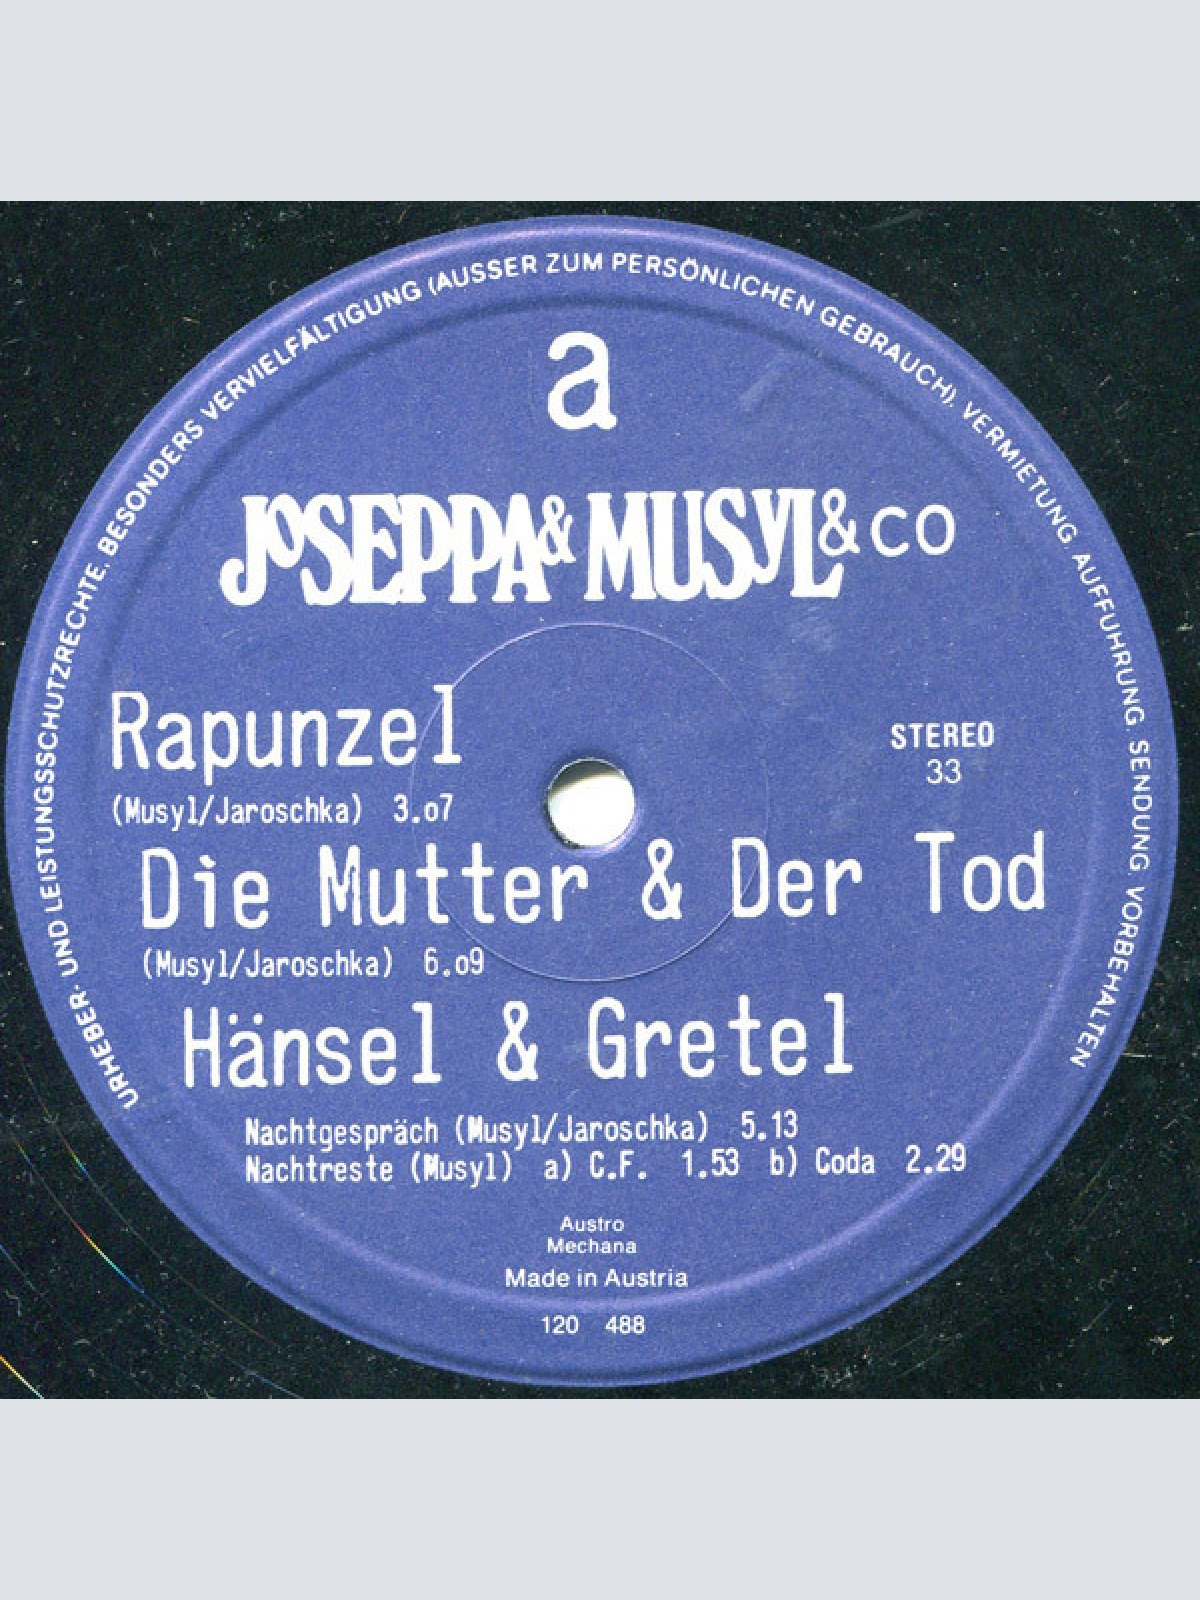 URHEBER- UND LEISTUNGSSCHUTZRECHTE, BESONDERS VERVIELFÄLTIGUNG (AUSSER ZUM PERSÖNLICHEN GEBRAUCH), VERMIETUNG, AUFFÜHRUNG, SENDUNG, VORBEHALTEN
a
JOSEPPA & MUSYL & CO
Rapunzel
STEREO
33
(Musyl/Jaroschka) 3.o7
Die Mutter & Der Tod
(Musyl/Jaroschka) 6.o9
Hänsel & Gretel
Nachtgespräch (Musyl/Jaroschka) 5.13
Nachtreste (Musyl) a) C.F. 1.53 b) Coda 2.29
Austro
Mechana
Made in Austria
120 488